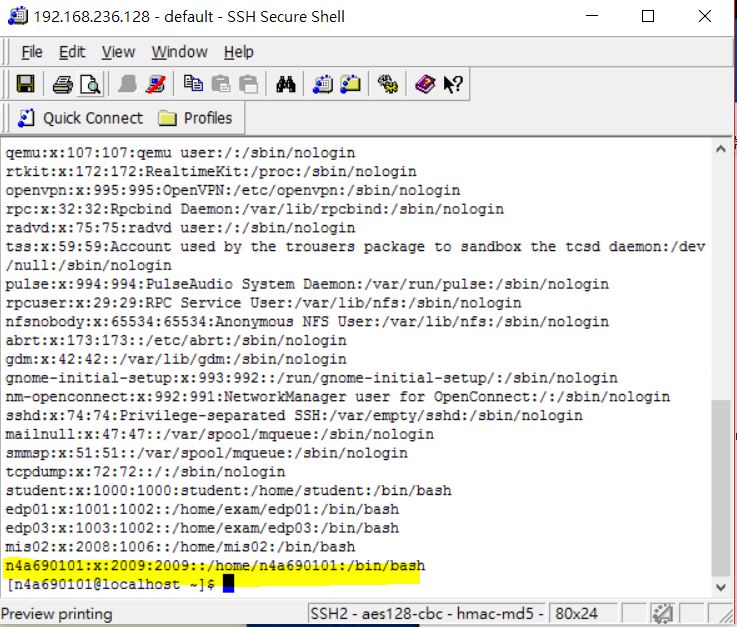 192.168.236.128 - default - SSH Secure Shell
File Edit View Window Help
Quick Connect Profiles
qemu:x:107:107:qemu user:/:/sbin/nologin
rtkit:x:172:172:RealtimeKit:/proc:/sbin/nologin
openvpn:x:995:995:OpenVPN:/etc/openvpn:/sbin/nologin
rpc:x:32:32:Rpcbind Daemon:/var/lib/rpcbind:/sbin/nologin
radvd:x:75:75:radvd user:/:/sbin/nologin
tss:x:59:59:Account used by the trousers package to sandbox the tcsd daemon:/dev
/null:/sbin/nologin
pulse:x:994:994:PulseAudio System Daemon:/var/run/pulse:/sbin/nologin
rpcuser:x:29:29:RPC Service User:/var/lib/nfs:/sbin/nologin
nfsnobody:x:65534:65534:Anonymous NFS User:/var/lib/nfs:/sbin/nologin
abrt:x:173:173::/etc/abrt:/sbin/nologin
gdm:x:42:42::/var/lib/gdm:/sbin/nologin
gnome-initial-setup:x:993:992::/run/gnome-initial-setup/:/sbin/nologin
nm-openconnect:x:992:991:NetworkManager user for OpenConnect:/:/sbin/nologin
sshd:x:74:74:Privilege-separated SSH:/var/empty/sshd:/sbin/nologin
mailnull:x:47:47::/var/spool/mqueue:/sbin/nologin
smmsp:x:51:51::/var/spool/mqueue:/sbin/nologin
tcpdump:x:72:72::/:/sbin/nologin
student:x:1000:1000:student:/home/student:/bin/bash
edp01:x:1001:1002::/home/exam/edp01:/bin/bash
edp03:x:1003:1002::/home/exam/edp03:/bin/bash
mis02:x:2008:1006::/home/mis02:/bin/bash
n4a690101:x:2009:2009::/home/n4a690101:/bin/bash
[n4a690101@localhost ~]$
Preview printing SSH2 - aes128-cbc - hmac-md5 - 80x24